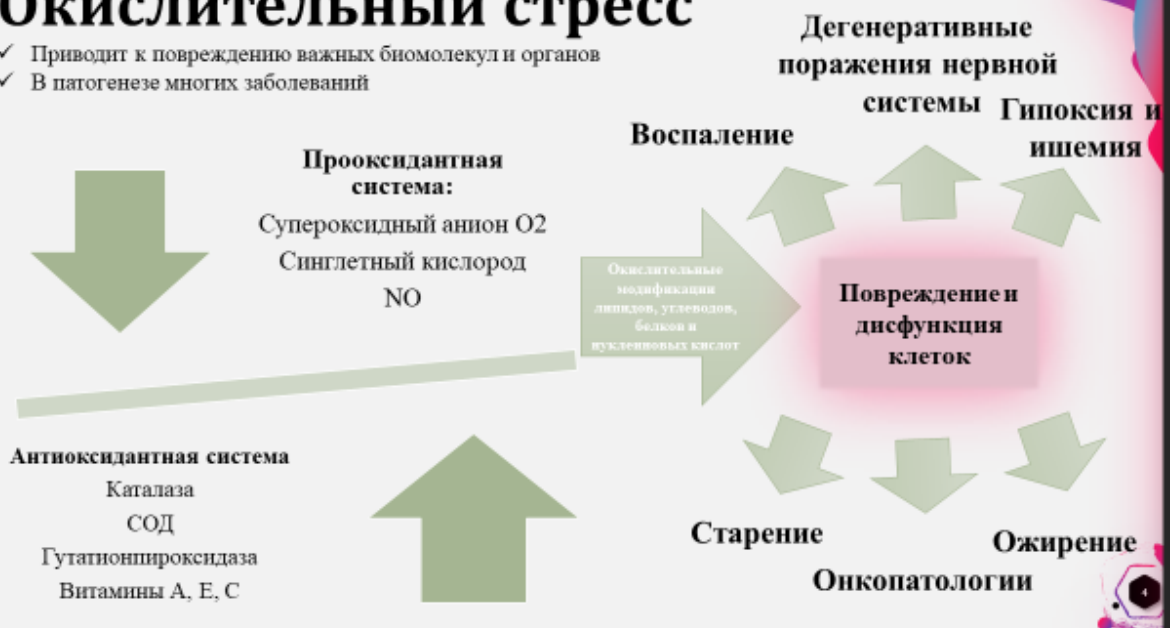 Окислительный стресс
✓ Приводит к повреждению важных биомолекул и органов
✓ В патогенезе многих заболеваний
Прооксидантная
система:
Супероксидный анион О2
Синглетный кислород
NO
Антиоксидантная система
Каталаза
СОД
Гутатионпироксидаза
Витамины А, Е, С
Окислительные
модификации
липидов, углеводов,
белков и
нуклеиновых кислот
Повреждение и
дисфункция
клеток
Воспаление
Дегенеративные
поражения нервной
системы
Гипоксия и
ишемия
Старение
Онкопатологии
Ожирение
4